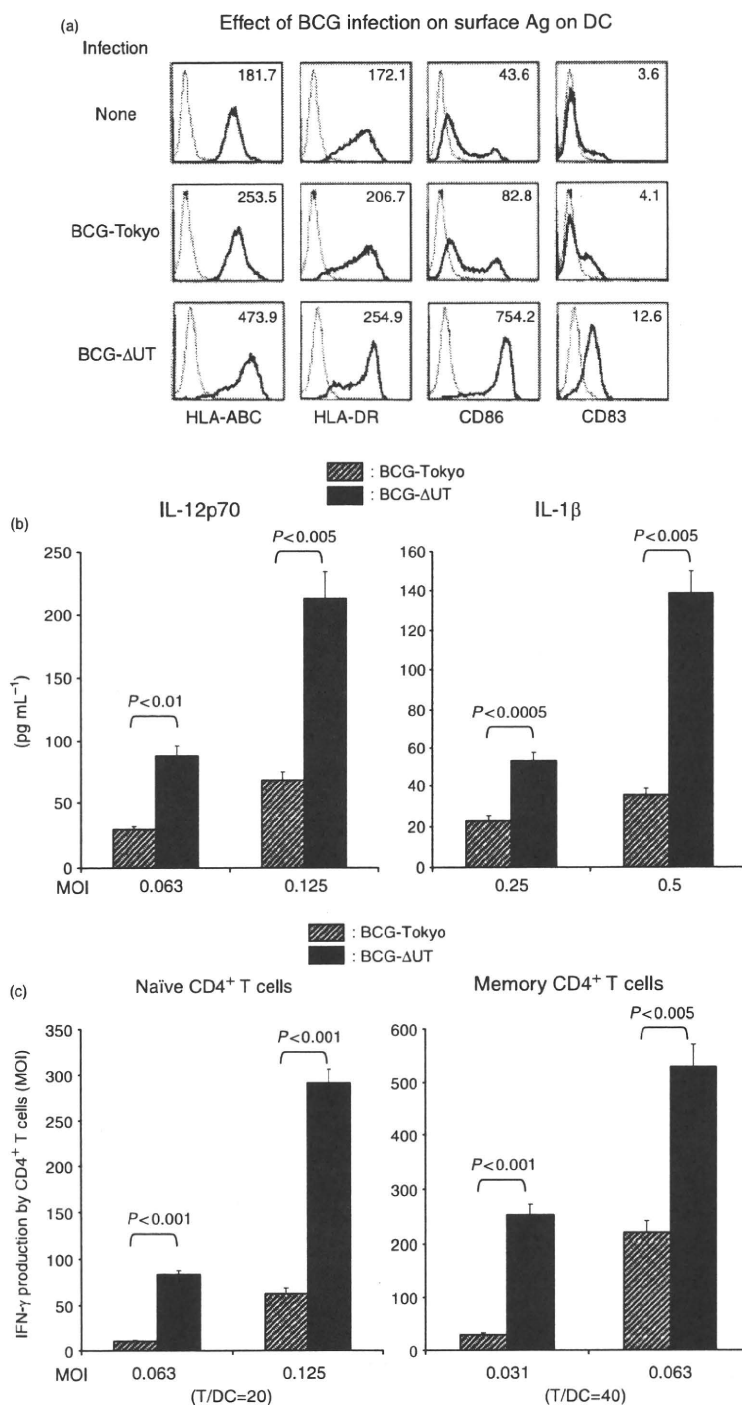 (a) Effect of BCG infection on surface Ag on DC
Infection
None 181.7 172.1 43.6 3.6
BCG-Tokyo 253.5 206.7 82.8 4.1
BCG-ΔUT 473.9 254.9 754.2 12.6
HLA-ABC HLA-DR CD86 CD83
: BCG-Tokyo
: BCG-ΔUT
(b) IL-12p70 IL-1β
(pg mL⁻¹)
250
200
150
100
50
0
P<0.01
P<0.005
MOI 0.063 0.125
160
140
120
100
80
60
40
20
0
P<0.0005
P<0.005
0.25 0.5
: BCG-Tokyo
: BCG-ΔUT
(c) Naïve CD4⁺ T cells Memory CD4⁺ T cells
IFN-γ production by CD4⁺ T cells (MOI)
350
300
250
200
150
100
50
0
P<0.001
P<0.001
MOI 0.063 0.125
(T/DC=20)
600
500
400
300
200
100
0
P<0.001
P<0.005
0.031 0.063
(T/DC=40)